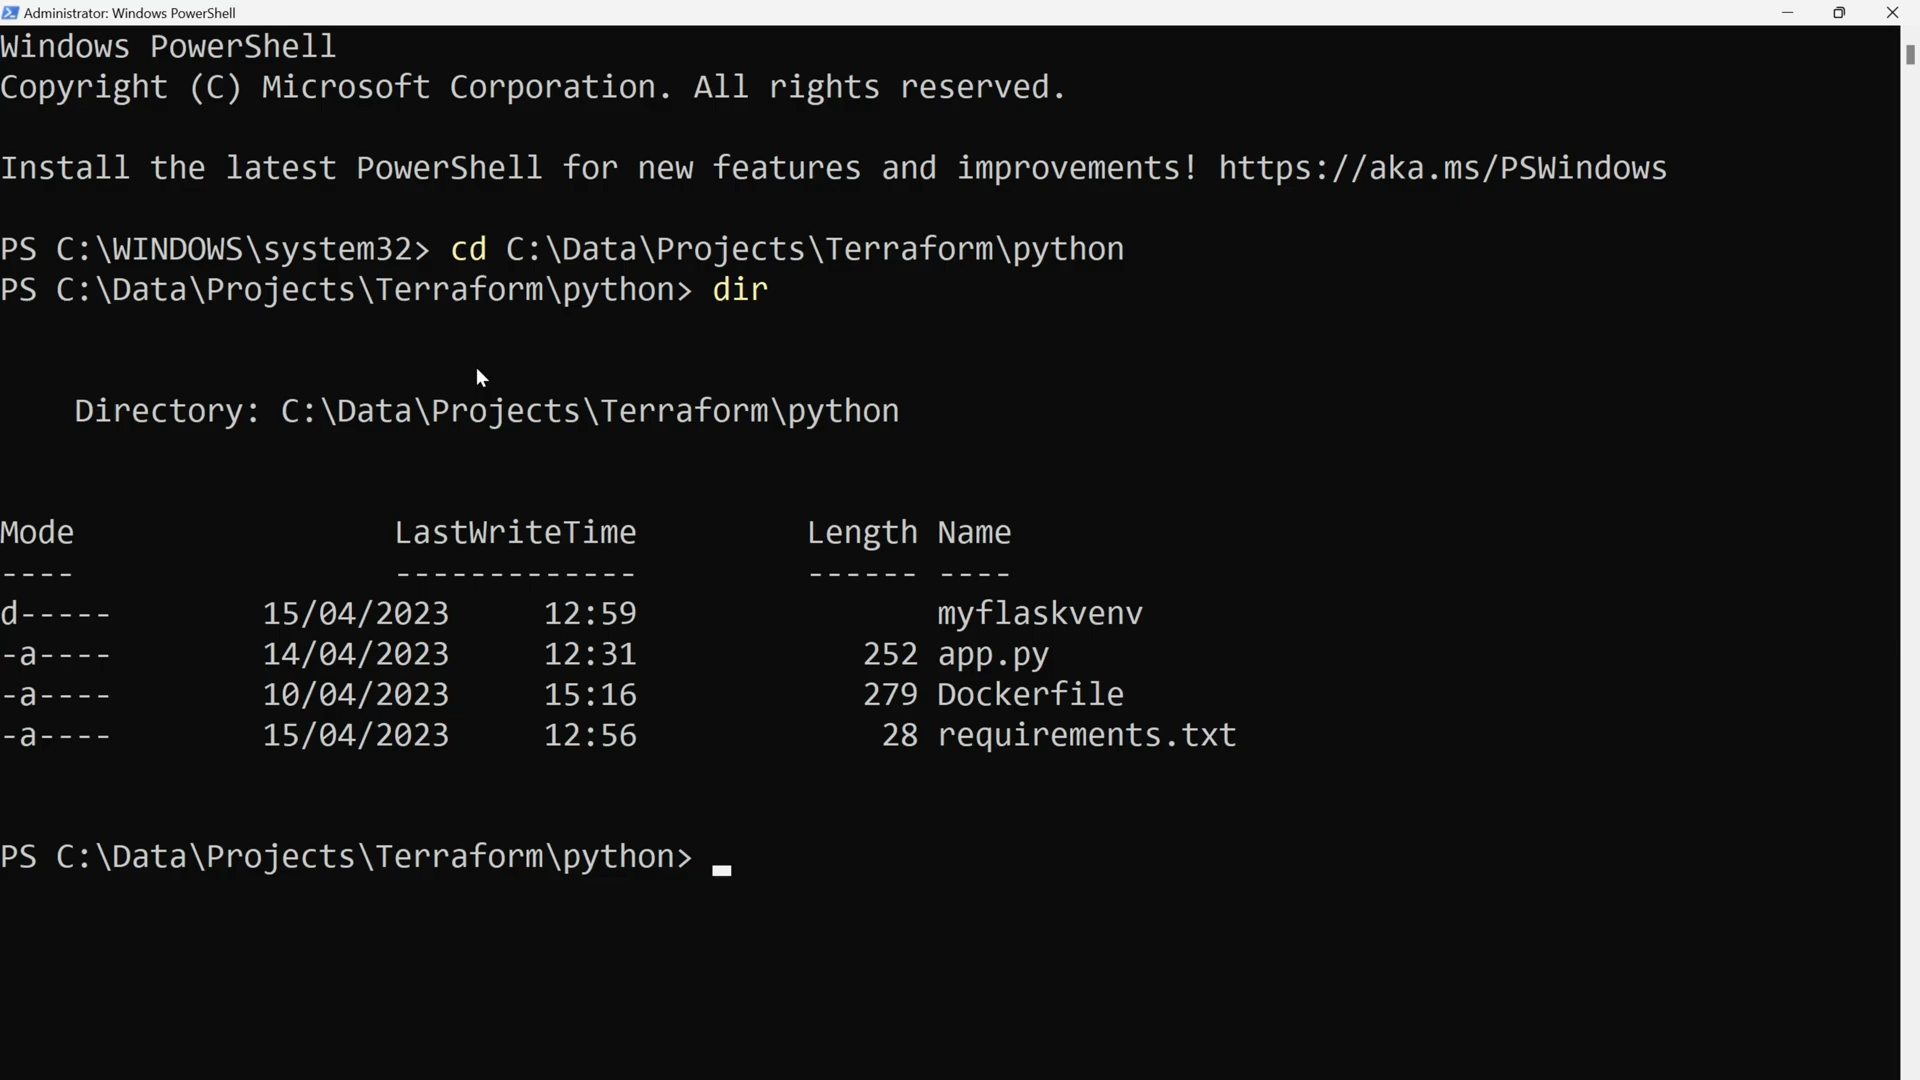 Administrator: Windows PowerShell
Windows PowerShell
Copyright (C) Microsoft Corporation. All rights reserved.
Install the latest PowerShell for new features and improvements! https://aka.ms/PSWindows
PS C:\WINDOWS\system32> cd C:\Data\Projects\Terraform\python
PS C:\Data\Projects\Terraform\python> dir
Directory: C:\Data\Projects\Terraform\python
Mode LastWriteTime Length Name
---- ------------- ------ ----
d----- 15/04/2023 12:59 myflaskvenv
-a---- 14/04/2023 12:31 252 app.py
-a---- 10/04/2023 15:16 279 Dockerfile
-a---- 15/04/2023 12:56 28 requirements.txt
PS C:\Data\Projects\Terraform\python>